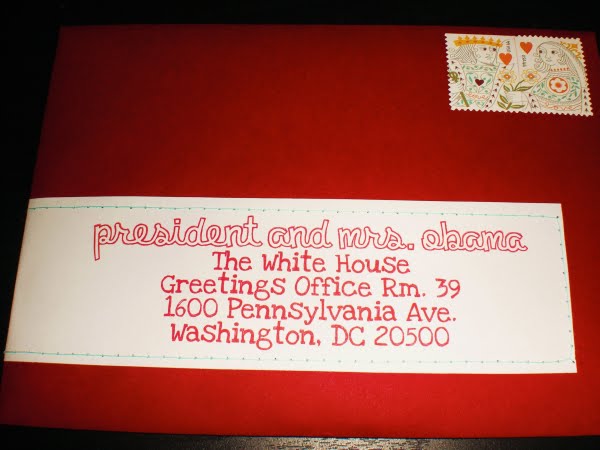 president and mrs. obama
The White House
Greetings Office Rm. 39
1600 Pennsylvania Ave.
Washington, DC 20500